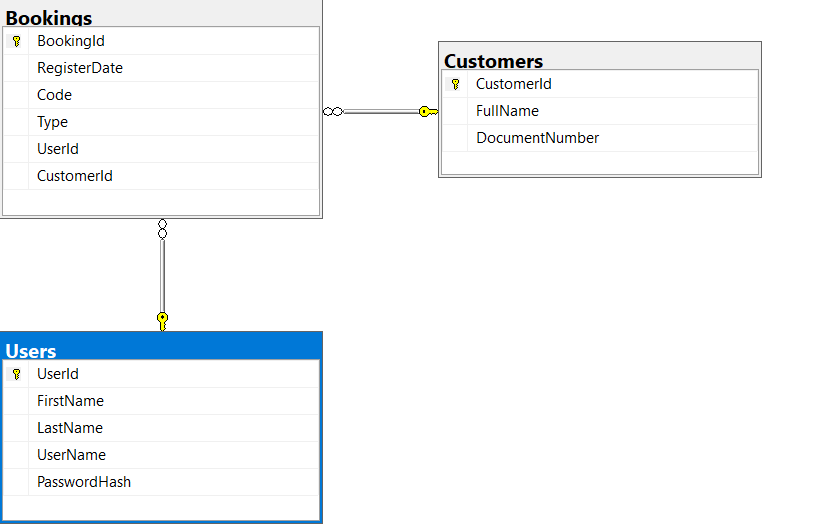 Bookings
BookingId
RegisterDate
Code
Type
UserId
CustomerId
Customers
CustomerId
FullName
DocumentNumber
Users
UserId
FirstName
LastName
UserName
PasswordHash